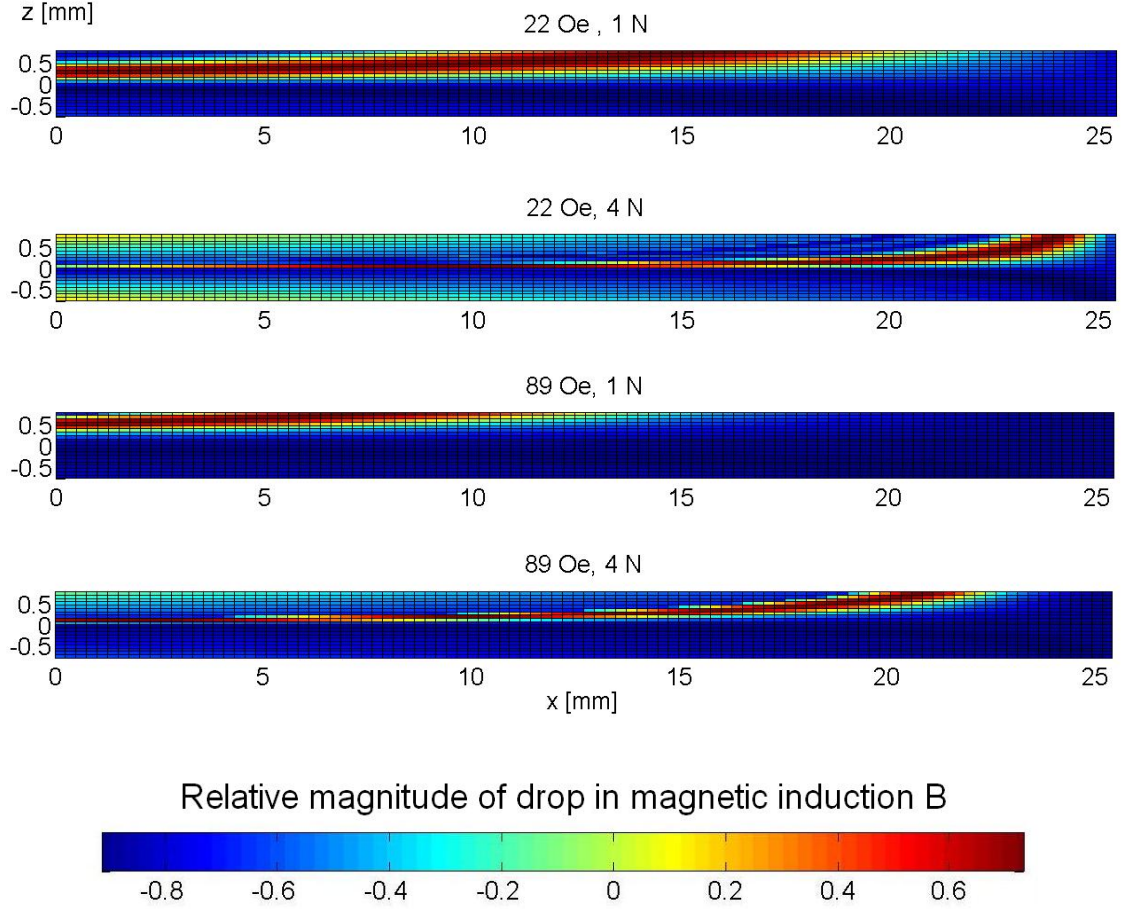 z [mm]
22 Oe , 1 N
0.5
0
-0.5
0 5 10 15 20 25
22 Oe, 4 N
0.5
0
-0.5
0 5 10 15 20 25
89 Oe, 1 N
0.5
0
-0.5
0 5 10 15 20 25
89 Oe, 4 N
0.5
0
-0.5
0 5 10 15 20 25
x [mm]
Relative magnitude of drop in magnetic induction B
-0.8 -0.6 -0.4 -0.2 0 0.2 0.4 0.6